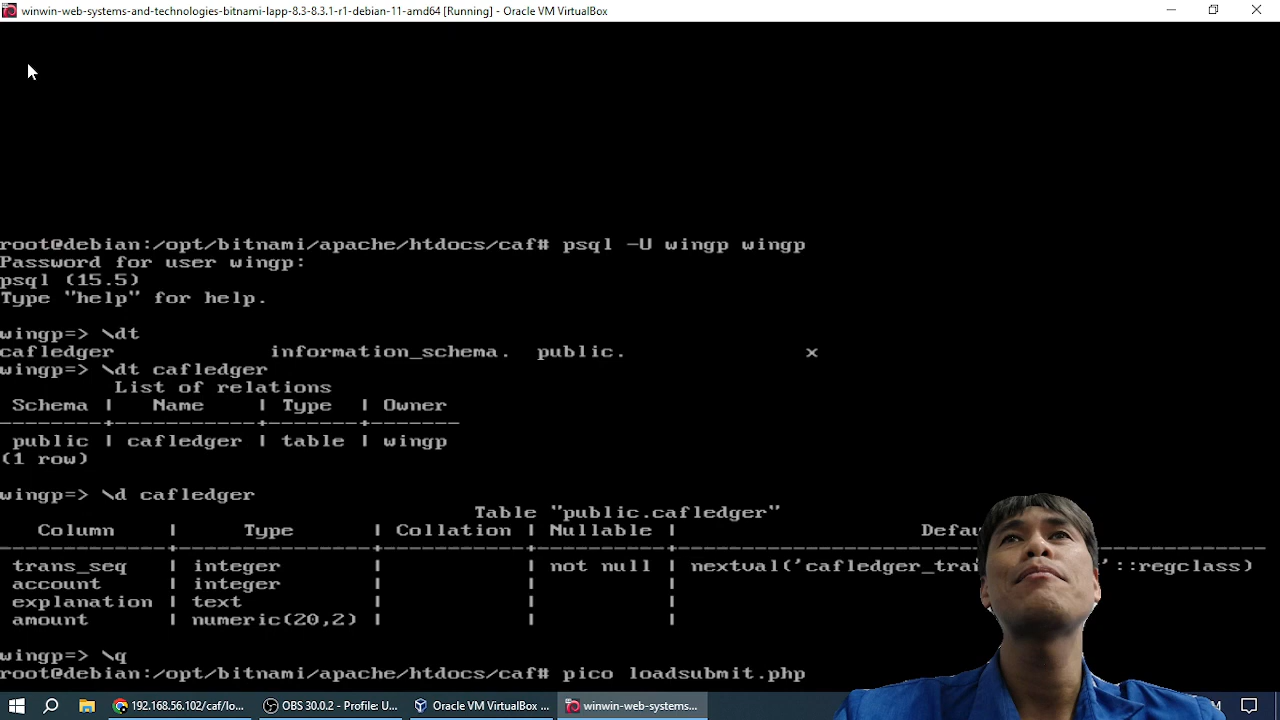 winwin-web-systems-and-technologies-bitnami-lapp-8.3-8.3.1-r1-debian-11-amd64 [Running] - Oracle VM VirtualBox
root@debian:/opt/bitnami/apache/htdocs/caf# psql -U wingp wingp
Password for user wingp:
psql (15.5)
Type "help" for help.
wingp=> \dt
cafledger information_schema. public. x
wingp=> \dt cafledger
List of relations
Schema | Name | Type | Owner
--------+-----------+-------+-------
public | cafledger | table | wingp
(1 row)
wingp=> \d cafledger
Table "public.cafledger"
Column | Type | Collation | Nullable |
trans_seq | integer | | not null | nextval('cafledger_ '::regclass)
account | integer | | |
explanation | text | | |
amount | numeric(20,2) | | |
wingp=> \q
root@debian:/opt/bitnami/apache/htdocs/caf# pico loadsubmit.php
192.168.56.102/caf/lo... OBS 30.0.2 - Profile: U... Oracle VM VirtualBox ... winwin-web-systems...